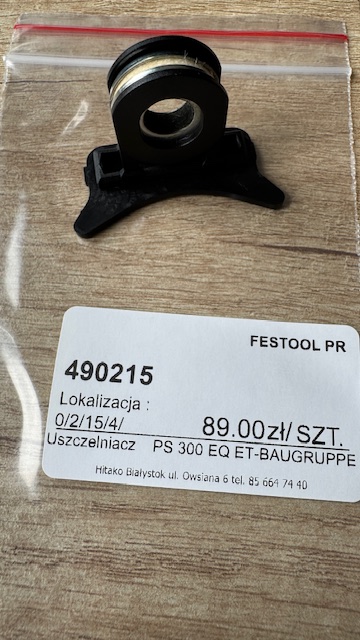 FESTOOL PR
490215
Lokalizacja :
0/2/15/4/ 89.00zł/ SZT.
Uszczelniacz PS 300 EQ ET-BAUGRUPPE
Hitako Białystok ul. Owsiana 6 tel. 85 664 74 40